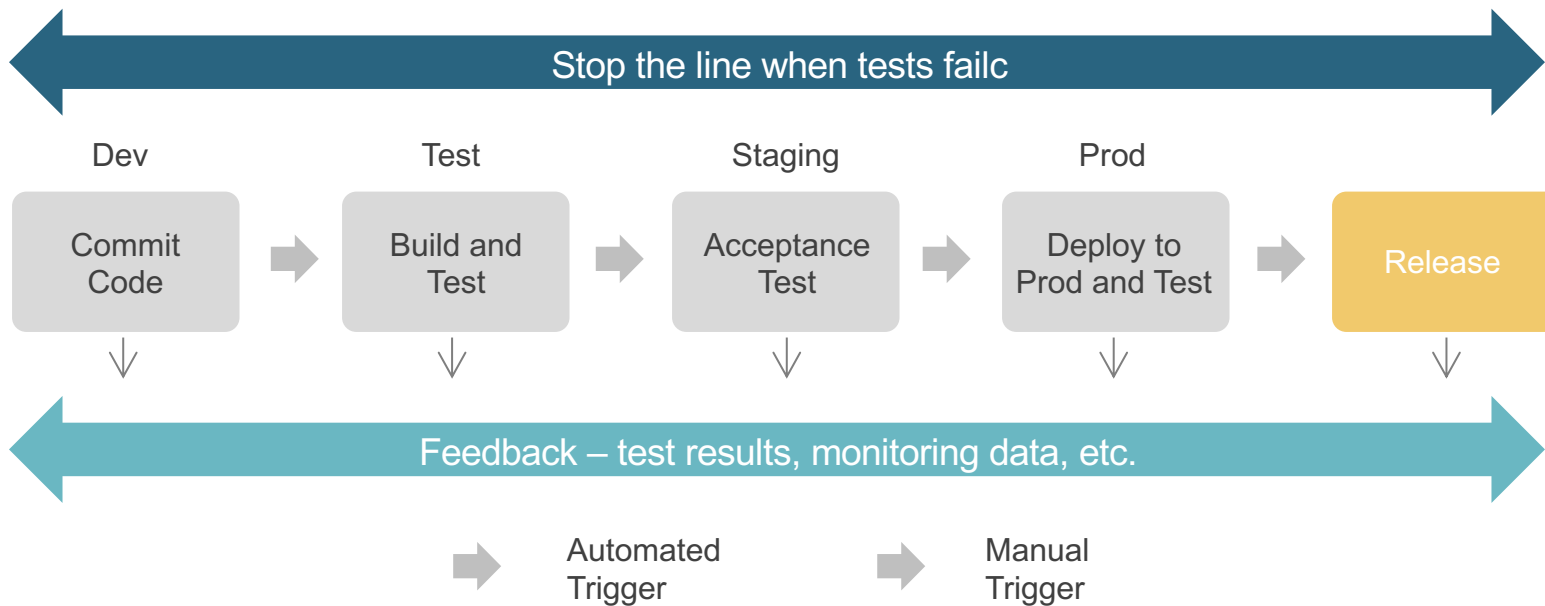 Stop the line when tests failc
Dev
Test
Staging
Prod
Commit
Code
Build and
Test
Acceptance
Test
Deploy to
Prod and Test
Release
Feedback – test results, monitoring data, etc.
Automated
Trigger
Manual
Trigger